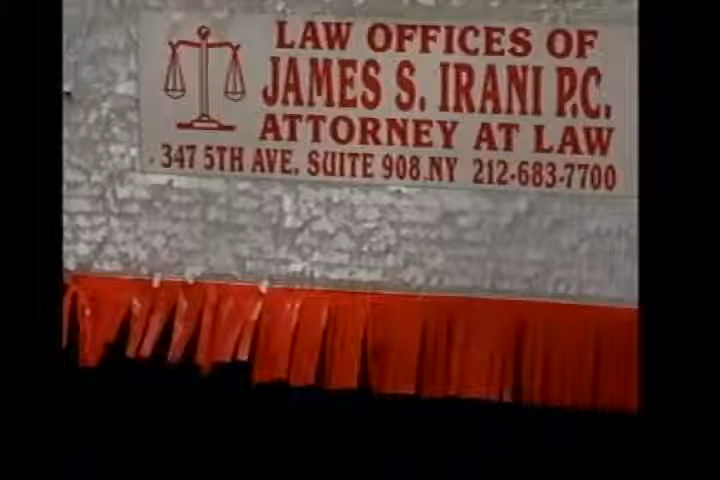 LAW OFFICES OF
JAMES S. IRANI P.C.
ATTORNEY AT LAW
347 5TH AVE. SUITE 908 NY 212-683-7700